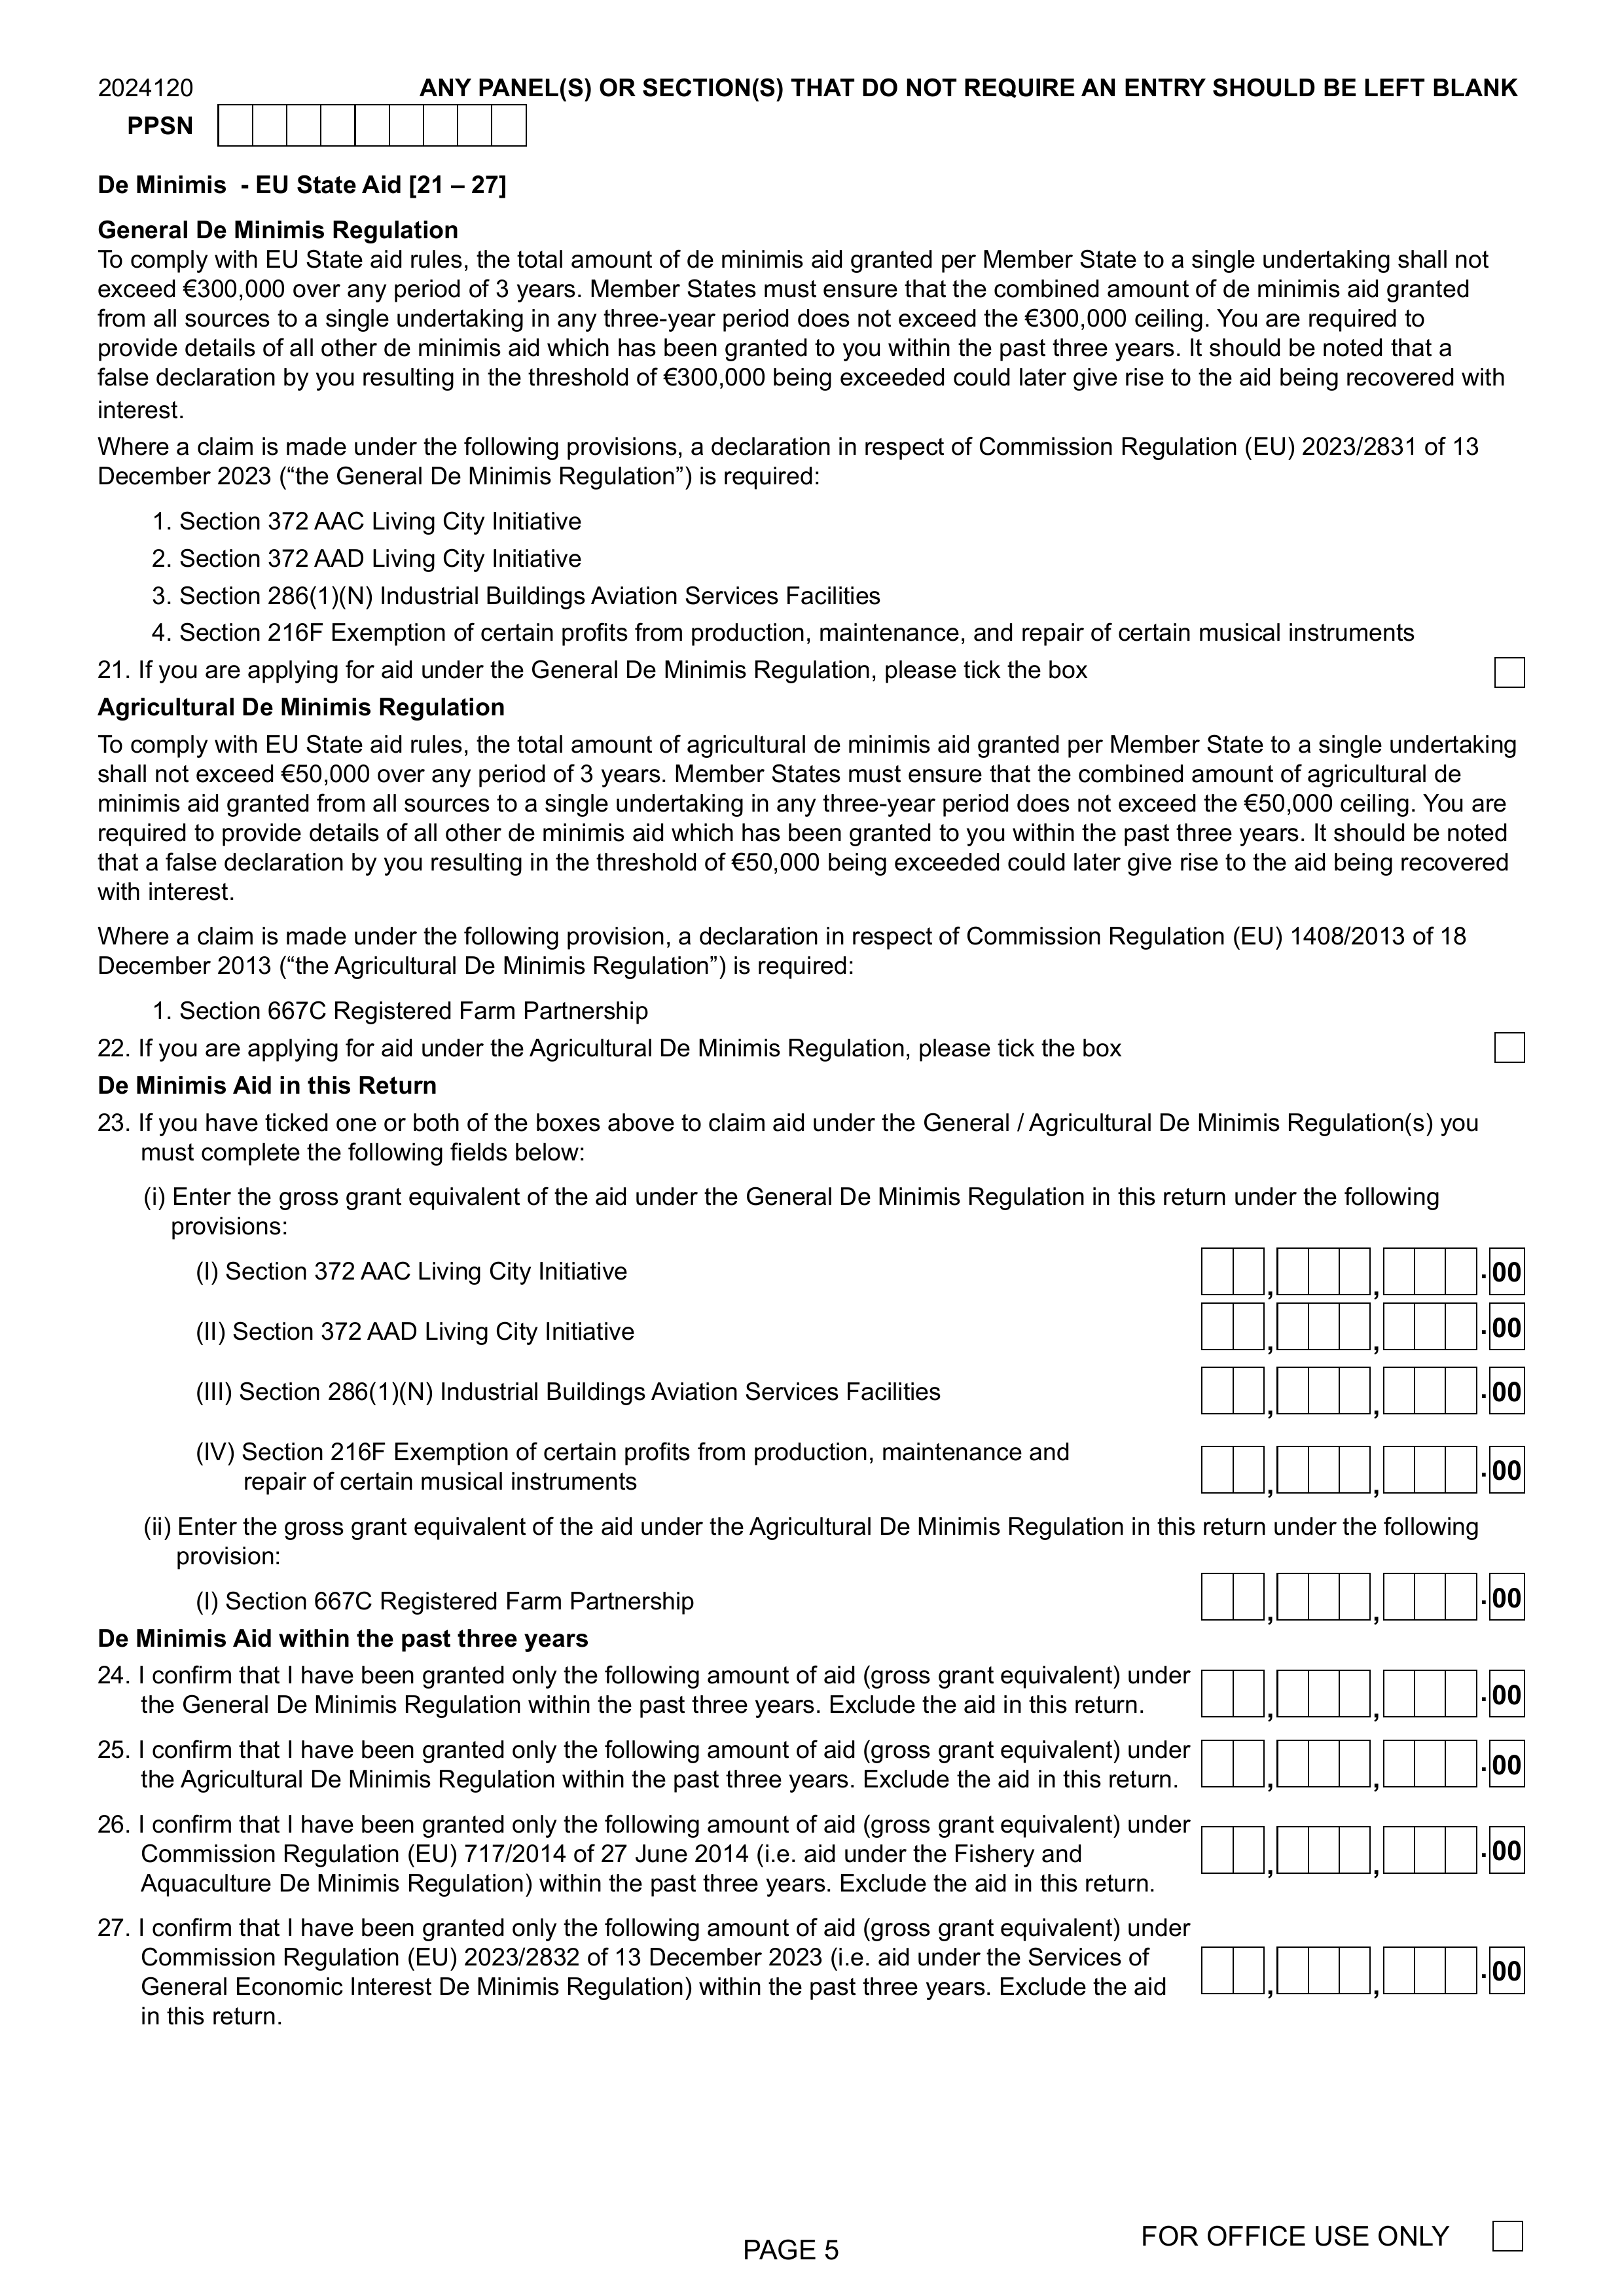 2024120
ANY PANEL(S) OR SECTION(S) THAT DO NOT REQUIRE AN ENTRY SHOULD BE LEFT BLANK
PPSN
De Minimis - EU State Aid [21 – 27]
General De Minimis Regulation
To comply with EU State aid rules, the total amount of de minimis aid granted per Member State to a single undertaking shall not
exceed €300,000 over any period of 3 years. Member States must ensure that the combined amount of de minimis aid granted
from all sources to a single undertaking in any three-year period does not exceed the €300,000 ceiling. You are required to
provide details of all other de minimis aid which has been granted to you within the past three years. It should be noted that a
false declaration by you resulting in the threshold of €300,000 being exceeded could later give rise to the aid being recovered with
interest.
Where a claim is made under the following provisions, a declaration in respect of Commission Regulation (EU) 2023/2831 of 13
December 2023 (“the General De Minimis Regulation”) is required:
1. Section 372 AAC Living City Initiative
2. Section 372 AAD Living City Initiative
3. Section 286(1)(N) Industrial Buildings Aviation Services Facilities
4. Section 216F Exemption of certain profits from production, maintenance, and repair of certain musical instruments
21. If you are applying for aid under the General De Minimis Regulation, please tick the box
Agricultural De Minimis Regulation
To comply with EU State aid rules, the total amount of agricultural de minimis aid granted per Member State to a single undertaking
shall not exceed €50,000 over any period of 3 years. Member States must ensure that the combined amount of agricultural de
minimis aid granted from all sources to a single undertaking in any three-year period does not exceed the €50,000 ceiling. You are
required to provide details of all other de minimis aid which has been granted to you within the past three years. It should be noted
that a false declaration by you resulting in the threshold of €50,000 being exceeded could later give rise to the aid being recovered
with interest.
Where a claim is made under the following provision, a declaration in respect of Commission Regulation (EU) 1408/2013 of 18
December 2013 (“the Agricultural De Minimis Regulation”) is required:
1. Section 667C Registered Farm Partnership
22. If you are applying for aid under the Agricultural De Minimis Regulation, please tick the box
De Minimis Aid in this Return
23. If you have ticked one or both of the boxes above to claim aid under the General / Agricultural De Minimis Regulation(s) you
must complete the following fields below:
(i) Enter the gross grant equivalent of the aid under the General De Minimis Regulation in this return under the following
provisions:
(I) Section 372 AAC Living City Initiative , , .00
(II) Section 372 AAD Living City Initiative , , .00
(III) Section 286(1)(N) Industrial Buildings Aviation Services Facilities , , .00
(IV) Section 216F Exemption of certain profits from production, maintenance and
repair of certain musical instruments , , .00
(ii) Enter the gross grant equivalent of the aid under the Agricultural De Minimis Regulation in this return under the following
provision:
(I) Section 667C Registered Farm Partnership , , .00
De Minimis Aid within the past three years
24. I confirm that I have been granted only the following amount of aid (gross grant equivalent) under
the General De Minimis Regulation within the past three years. Exclude the aid in this return. , , .00
25. I confirm that I have been granted only the following amount of aid (gross grant equivalent) under
the Agricultural De Minimis Regulation within the past three years. Exclude the aid in this return. , , .00
26. I confirm that I have been granted only the following amount of aid (gross grant equivalent) under
Commission Regulation (EU) 717/2014 of 27 June 2014 (i.e. aid under the Fishery and , , .00
Aquaculture De Minimis Regulation) within the past three years. Exclude the aid in this return.
27. I confirm that I have been granted only the following amount of aid (gross grant equivalent) under
Commission Regulation (EU) 2023/2832 of 13 December 2023 (i.e. aid under the Services of
General Economic Interest De Minimis Regulation) within the past three years. Exclude the aid , , .00
in this return.
FOR OFFICE USE ONLY
PAGE 5